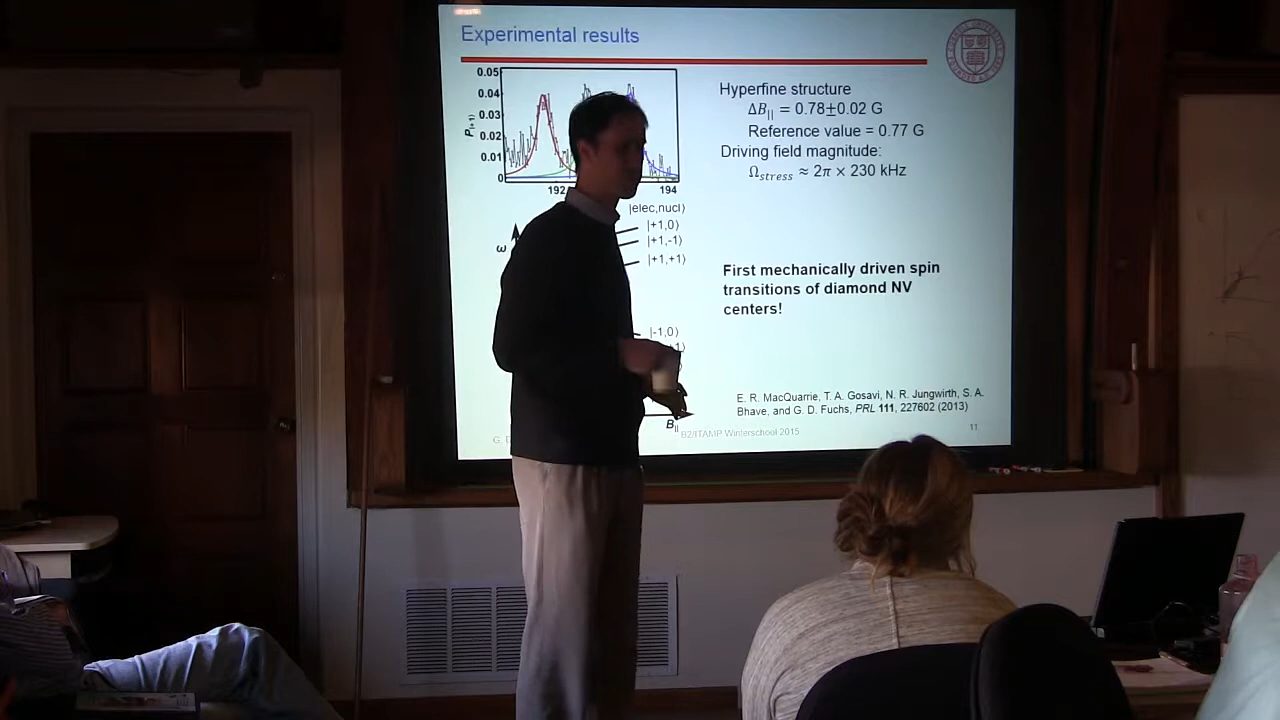 Experimental results
0.05
0.04
0.03
0.02
0.01
0
P|+1⟩
192
194
Hyperfine structure
ΔB|| = 0.78±0.02 G
Reference value = 0.77 G
Driving field magnitude:
Ωstress ≈ 2π × 230 kHz
|elec,nucl⟩
|+1,0⟩
|+1,-1⟩
|+1,+1⟩
ω
First mechanically driven spin
transitions of diamond NV
centers!
|-1,0⟩
B||
E. R. MacQuarrie, T. A. Gosavi, N. R. Jungwirth, S. A.
Bhave, and G. D. Fuchs, PRL 111, 227602 (2013)
G.
B2/ITAMP Winterschool 2015
11